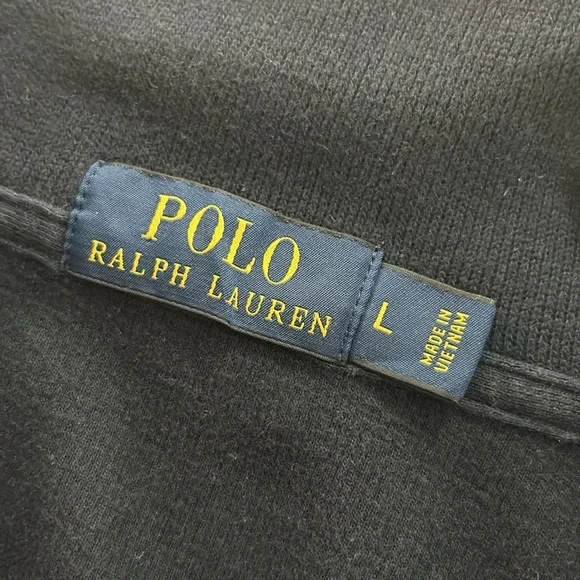 POLO
RALPH LAUREN
L
MADE IN
VIETNAM